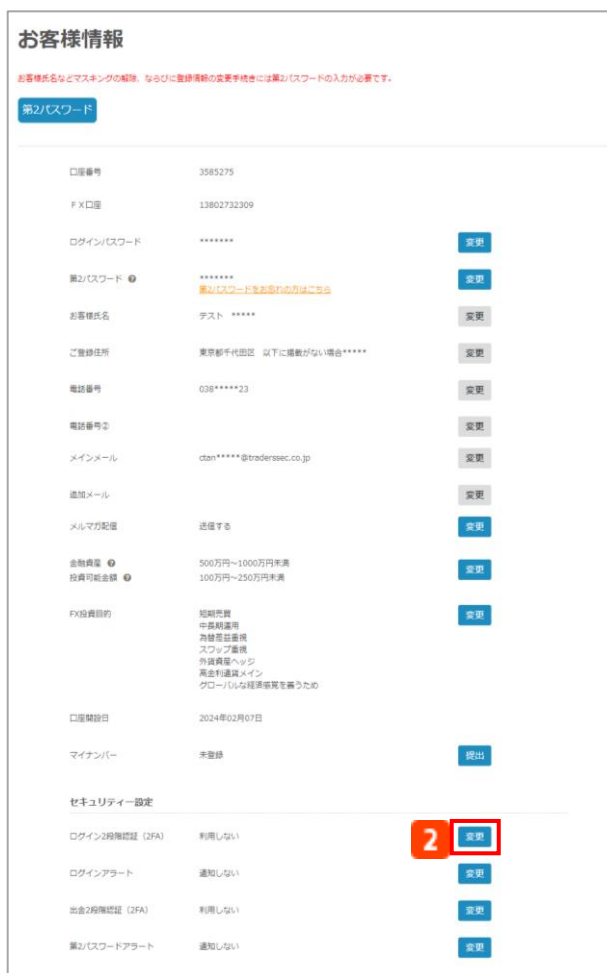 お客様情報
お客様氏名などマスキングの解除、ならびに登録情報の変更手続きには第2パスワードの入力が必要です。
第2パスワード
口座番号 3585275
FX口座 13802732309
ログインパスワード ******* 変更
第2パスワード ? ******* 変更
第2パスワードをお忘れの方はこちら
お客様氏名 テスト ***** 変更
ご登録住所 東京都千代田区 以下に掲載がない場合***** 変更
電話番号 038*****23 変更
電話番号② 変更
メインメール ctan*****@traderssec.co.jp 変更
追加メール 変更
メルマガ配信 送信する 変更
金融資産 ? 500万円～1000万円未満 変更
投資可能金額 ? 100万円～250万円未満
FX投資目的 短期売買 変更
中長期運用
為替差益重視
スワップ重視
外貨資産ヘッジ
高金利通貨メイン
グローバルな経済感覚を養うため
口座開設日 2024年02月07日
マイナンバー 未登録 提出
セキュリティー設定
ログイン2段階認証（2FA） 利用しない 2 変更
ログインアラート 通知しない 変更
出金2段階認証（2FA） 利用しない 変更
第2パスワードアラート 通知しない 変更